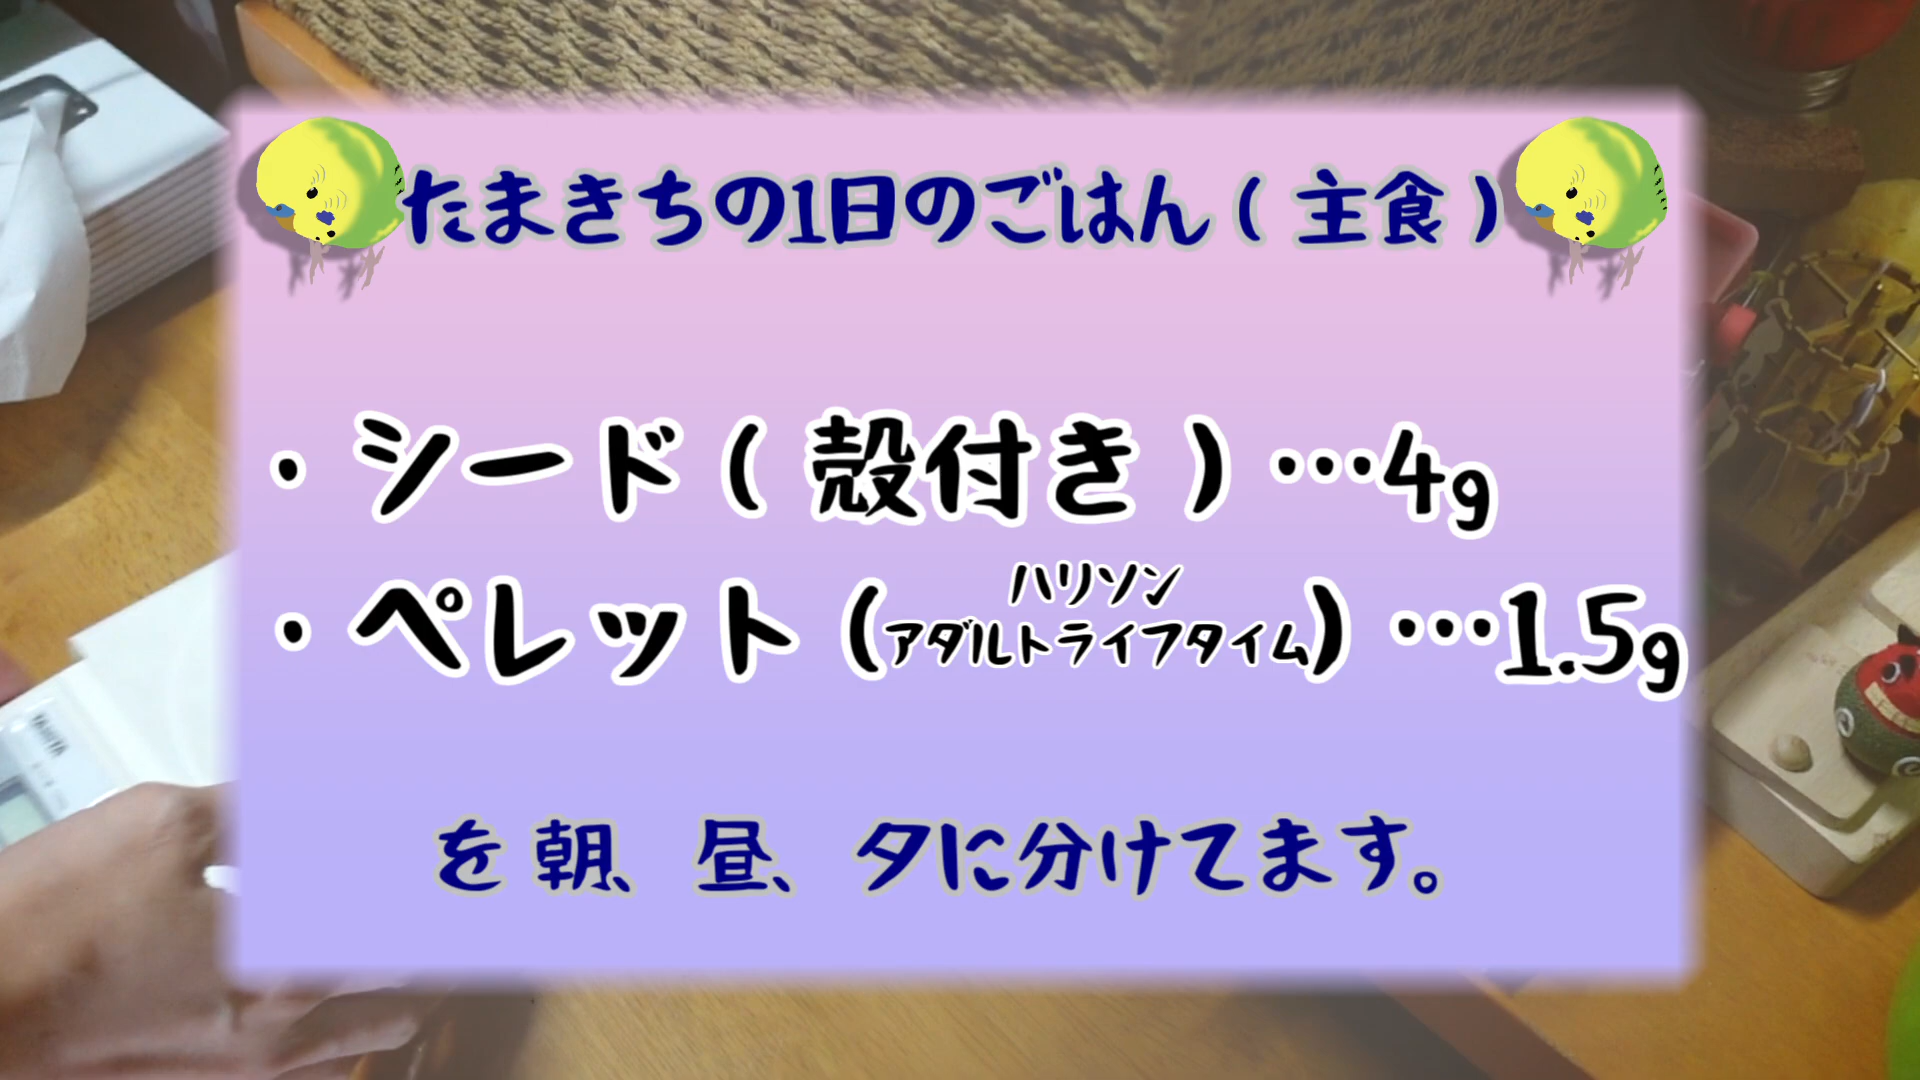 たまきちの1日のごはん(主食)
・シード(殻付き)…4g
・ペレット(ハリソン アダルトライフタイム)…1.5g
を朝、昼、夕に分けてます。